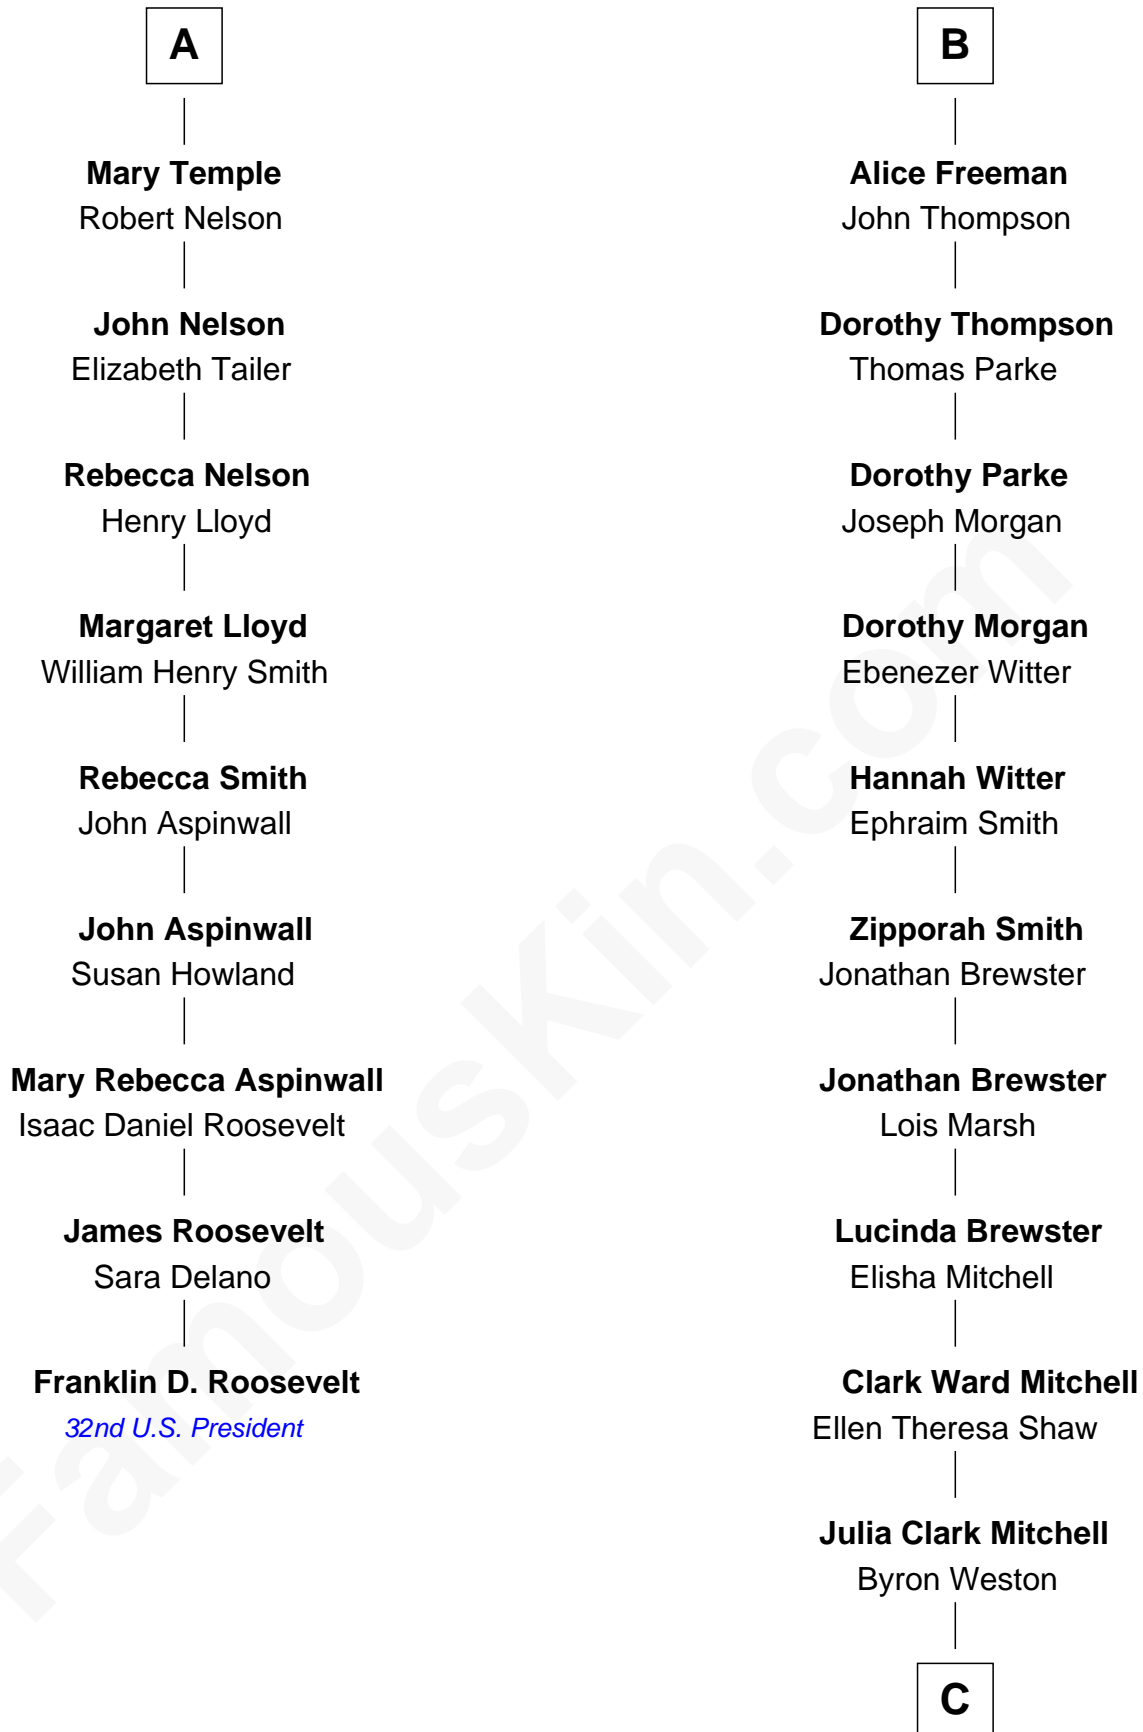 A
Mary Temple
Robert Nelson
John Nelson
Elizabeth Tailer
Rebecca Nelson
Henry Lloyd
Margaret Lloyd
William Henry Smith
Rebecca Smith
John Aspinwall
John Aspinwall
Susan Howland
Mary Rebecca Aspinwall
Isaac Daniel Roosevelt
James Roosevelt
Sara Delano
Franklin D. Roosevelt
32nd U.S. President
B
Alice Freeman
John Thompson
Dorothy Thompson
Thomas Parke
Dorothy Parke
Joseph Morgan
Dorothy Morgan
Ebenezer Witter
Hannah Witter
Ephraim Smith
Zipporah Smith
Jonathan Brewster
Jonathan Brewster
Lois Marsh
Lucinda Brewster
Elisha Mitchell
Clark Ward Mitchell
Ellen Theresa Shaw
Julia Clark Mitchell
Byron Weston
C
FamousKin.com